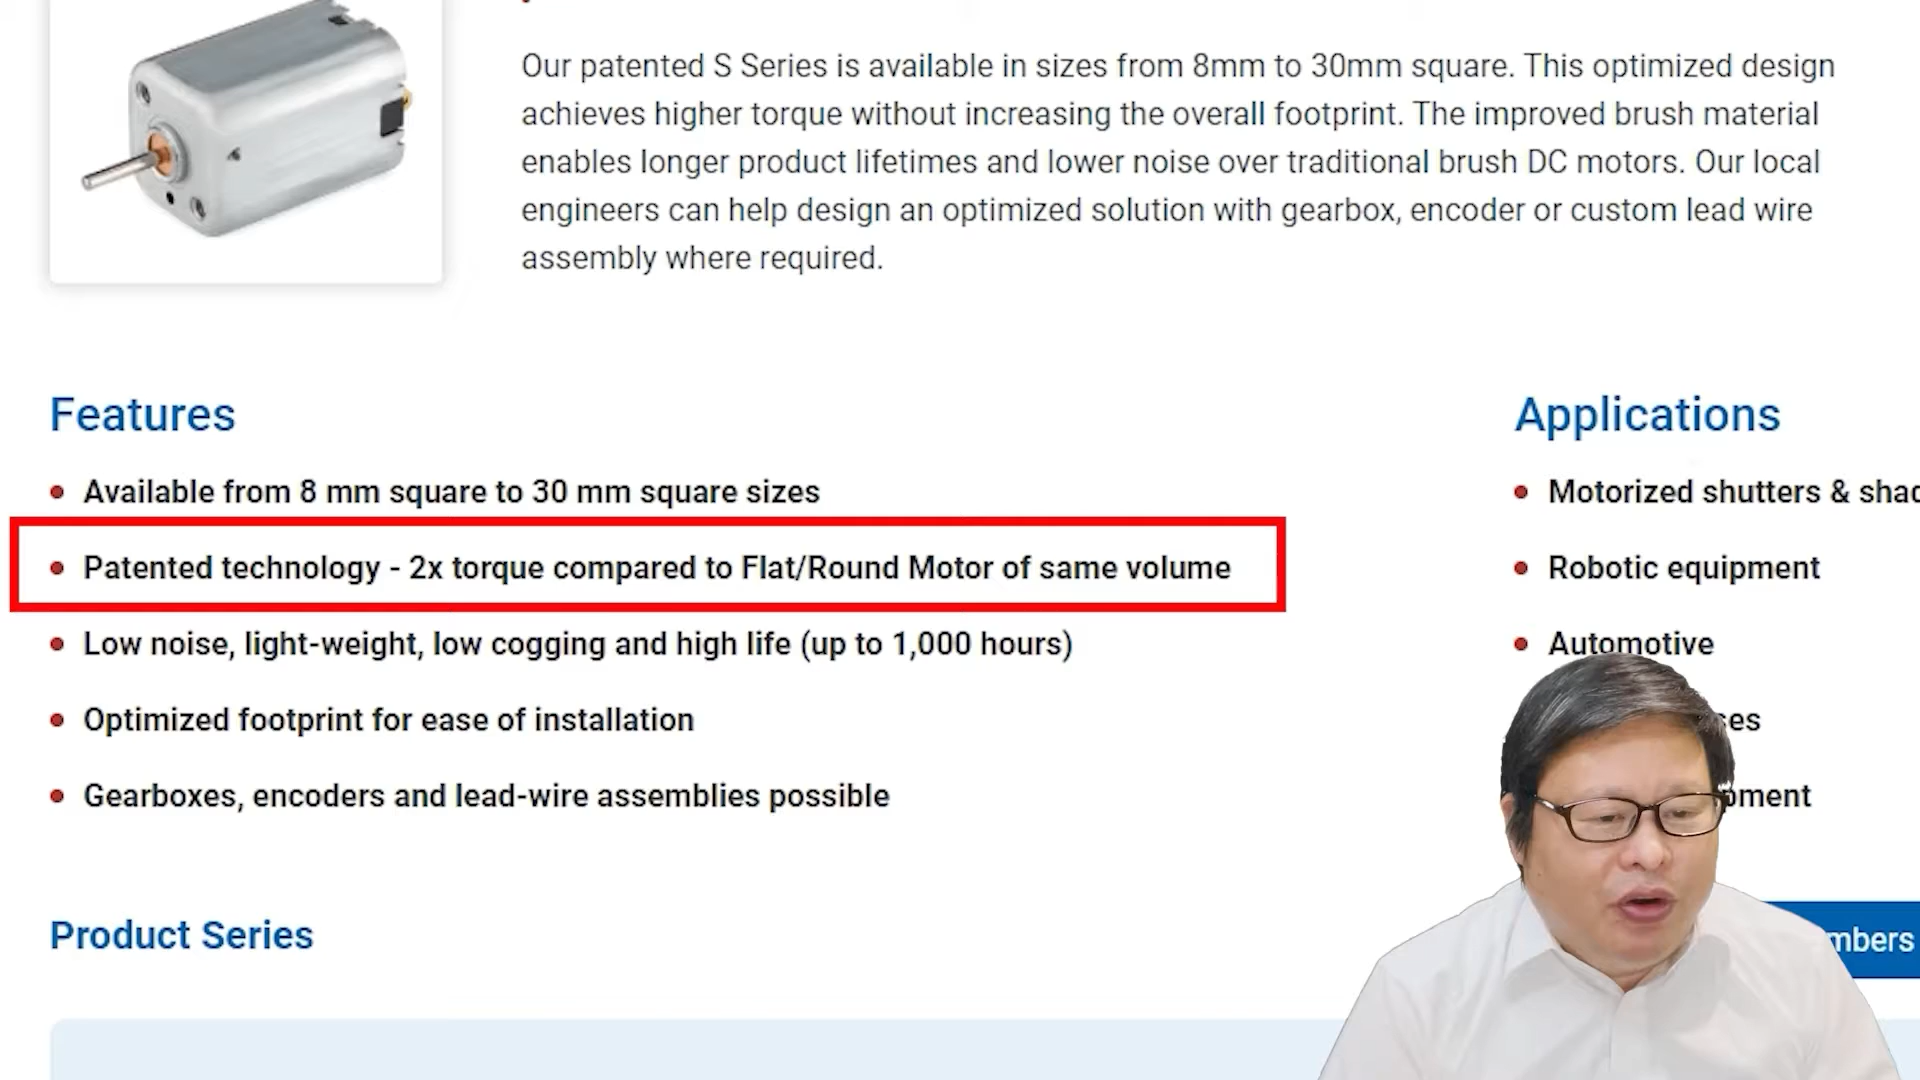 Our patented S Series is available in sizes from 8mm to 30mm square. This optimized design
achieves higher torque without increasing the overall footprint. The improved brush material
enables longer product lifetimes and lower noise over traditional brush DC motors. Our local
engineers can help design an optimized solution with gearbox, encoder or custom lead wire
assembly where required.
Features
Available from 8 mm square to 30 mm square sizes
Patented technology - 2x torque compared to Flat/Round Motor of same volume
Low noise, light-weight, low cogging and high life (up to 1,000 hours)
Optimized footprint for ease of installation
Gearboxes, encoders and lead-wire assemblies possible
Applications
Motorized shutters &
Robotic equipment
Automotive
Product Series